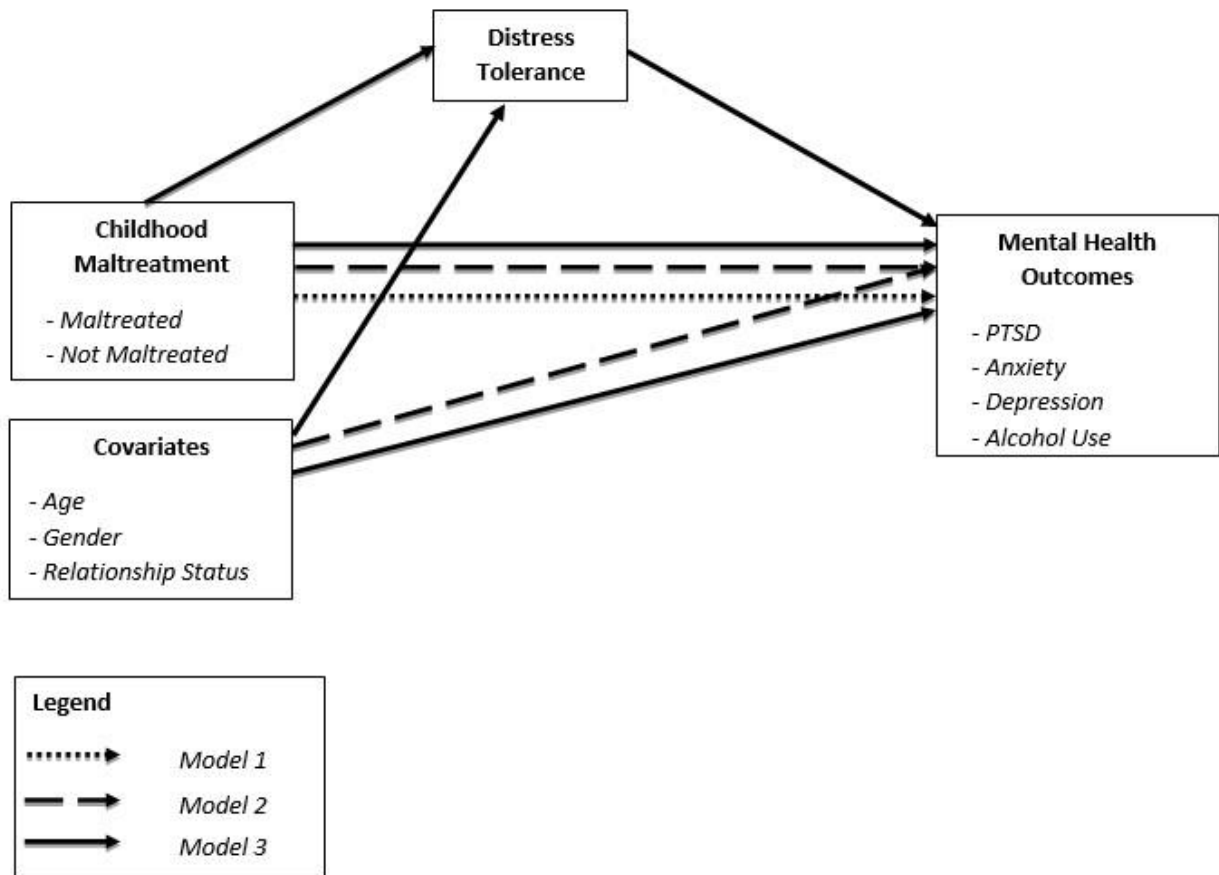 Distress
Tolerance
Childhood
Maltreatment
- Maltreated
- Not Maltreated
Mental Health
Outcomes
- PTSD
- Anxiety
- Depression
- Alcohol Use
Covariates
- Age
- Gender
- Relationship Status
Legend
Model 1
Model 2
Model 3